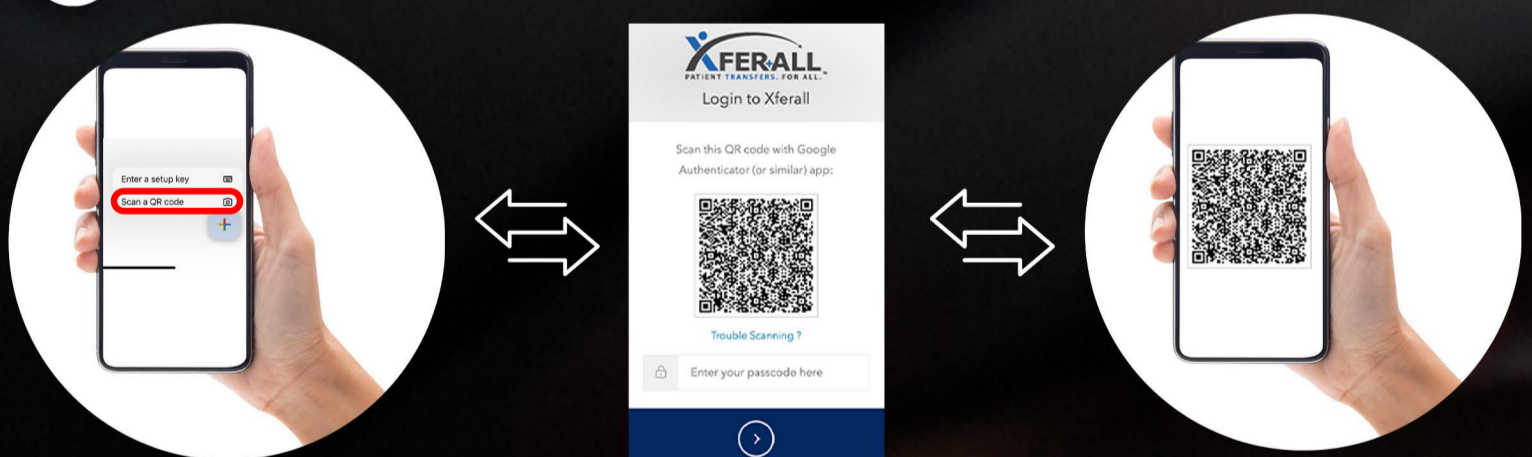 Enter a setup key
Scan a QR code
XFERALL
PATIENT TRANSFERS. FOR ALL.™
Login to Xferall
Scan this QR code with Google
Authenticator (or similar) app:
Trouble Scanning ?
Enter your passcode here